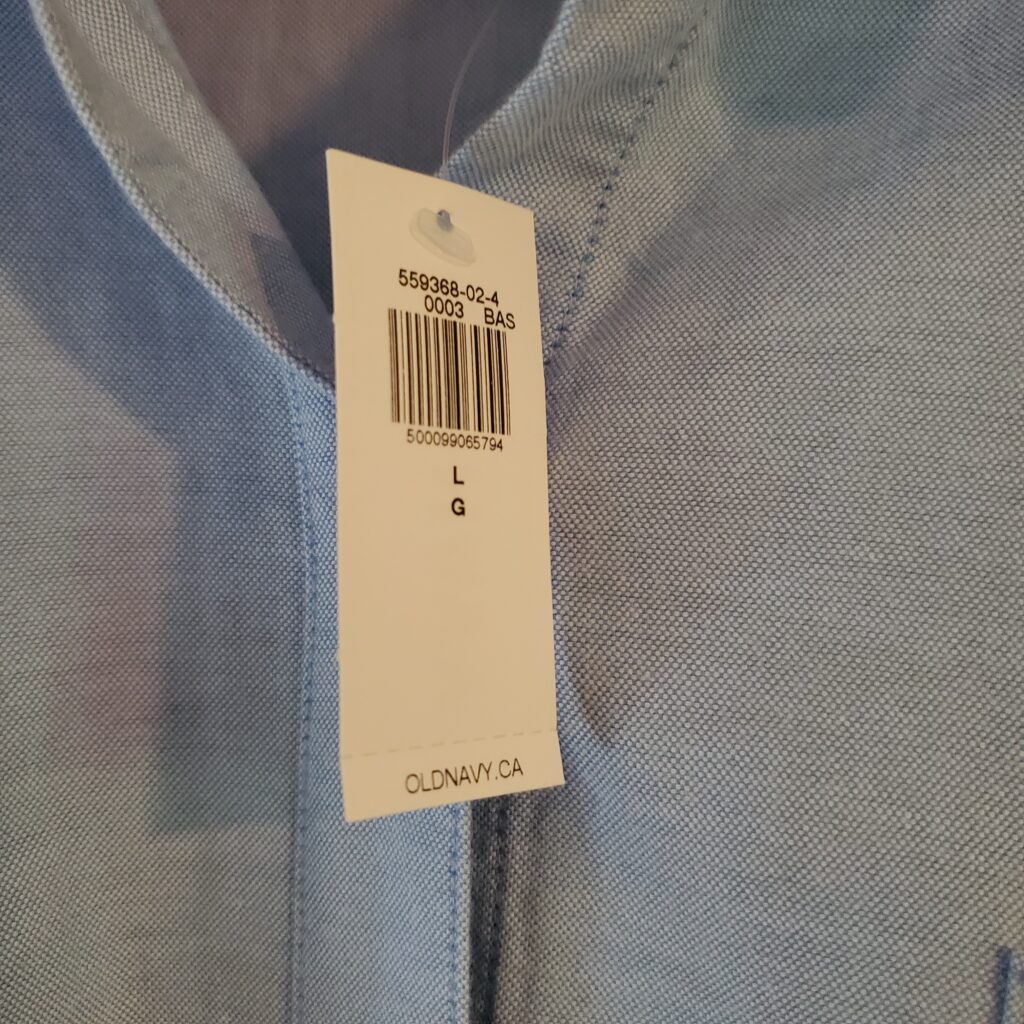 559368-02-4
0003 BAS
500099065794
L
G
OLDNAVY.CA